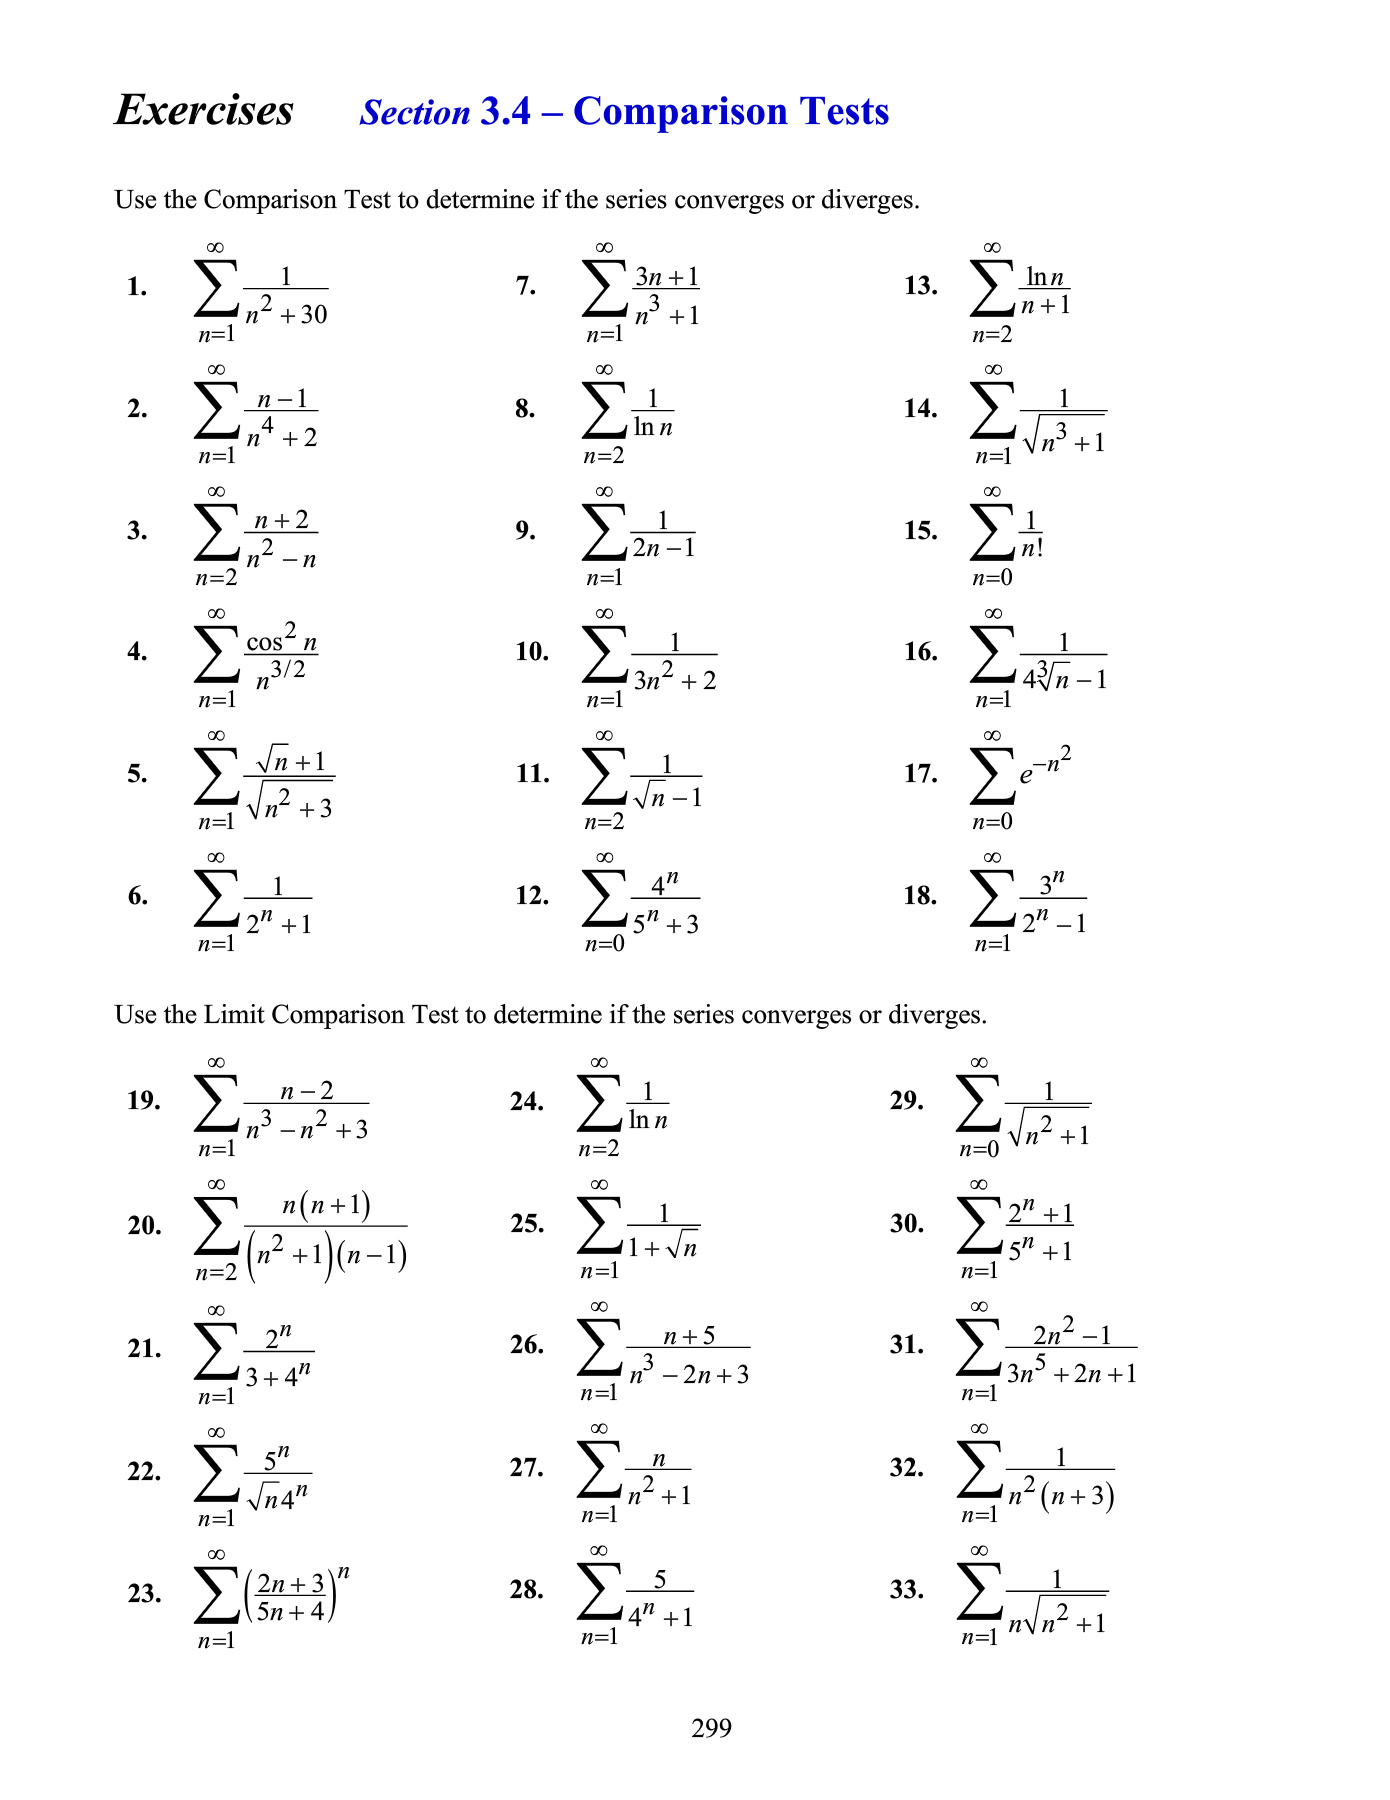 Exercises Section 3.4 – Comparison Tests
Use the Comparison Test to determine if the series converges or diverges.
1. $\sum_{n=1}^{\infty} \frac{1}{n^2+30}$
2. $\sum_{n=1}^{\infty} \frac{n-1}{n^4+2}$
3. $\sum_{n=2}^{\infty} \frac{n+2}{n^2-n}$
4. $\sum_{n=1}^{\infty} \frac{\cos^2 n}{n^{3/2}}$
5. $\sum_{n=1}^{\infty} \frac{\sqrt{n}+1}{\sqrt{n^2+3}}$
6. $\sum_{n=1}^{\infty} \frac{1}{2^n+1}$
7. $\sum_{n=1}^{\infty} \frac{3n+1}{n^3+1}$
8. $\sum_{n=2}^{\infty} \frac{1}{\ln n}$
9. $\sum_{n=1}^{\infty} \frac{1}{2n-1}$
10. $\sum_{n=1}^{\infty} \frac{1}{3n^2+2}$
11. $\sum_{n=2}^{\infty} \frac{1}{\sqrt{n}-1}$
12. $\sum_{n=0}^{\infty} \frac{4^n}{5^n+3}$
13. $\sum_{n=2}^{\infty} \frac{\ln n}{n+1}$
14. $\sum_{n=1}^{\infty} \frac{1}{\sqrt{n^3+1}}$
15. $\sum_{n=0}^{\infty} \frac{1}{n!}$
16. $\sum_{n=1}^{\infty} \frac{1}{4\sqrt[3]{n}-1}$
17. $\sum_{n=0}^{\infty} e^{-n^2}$
18. $\sum_{n=1}^{\infty} \frac{3^n}{2^n-1}$
Use the Limit Comparison Test to determine if the series converges or diverges.
19. $\sum_{n=1}^{\infty} \frac{n-2}{n^3-n^2+3}$
20. $\sum_{n=2}^{\infty} \frac{n(n+1)}{(n^2+1)(n-1)}$
21. $\sum_{n=1}^{\infty} \frac{2^n}{3+4^n}$
22. $\sum_{n=1}^{\infty} \frac{5^n}{\sqrt{n}4^n}$
23. $\sum_{n=1}^{\infty} \left(\frac{2n+3}{5n+4}\right)^n$
24. $\sum_{n=2}^{\infty} \frac{1}{\ln n}$
25. $\sum_{n=1}^{\infty} \frac{1}{1+\sqrt{n}}$
26. $\sum_{n=1}^{\infty} \frac{n+5}{n^3-2n+3}$
27. $\sum_{n=1}^{\infty} \frac{n}{n^2+1}$
28. $\sum_{n=1}^{\infty} \frac{5}{4^n+1}$
29. $\sum_{n=0}^{\infty} \frac{1}{\sqrt{n^2+1}}$
30. $\sum_{n=1}^{\infty} \frac{2^n+1}{5^n+1}$
31. $\sum_{n=1}^{\infty} \frac{2n^2-1}{3n^5+2n+1}$
32. $\sum_{n=1}^{\infty} \frac{1}{n^2(n+3)}$
33. $\sum_{n=1}^{\infty} \frac{1}{n\sqrt{n^2+1}}$
299